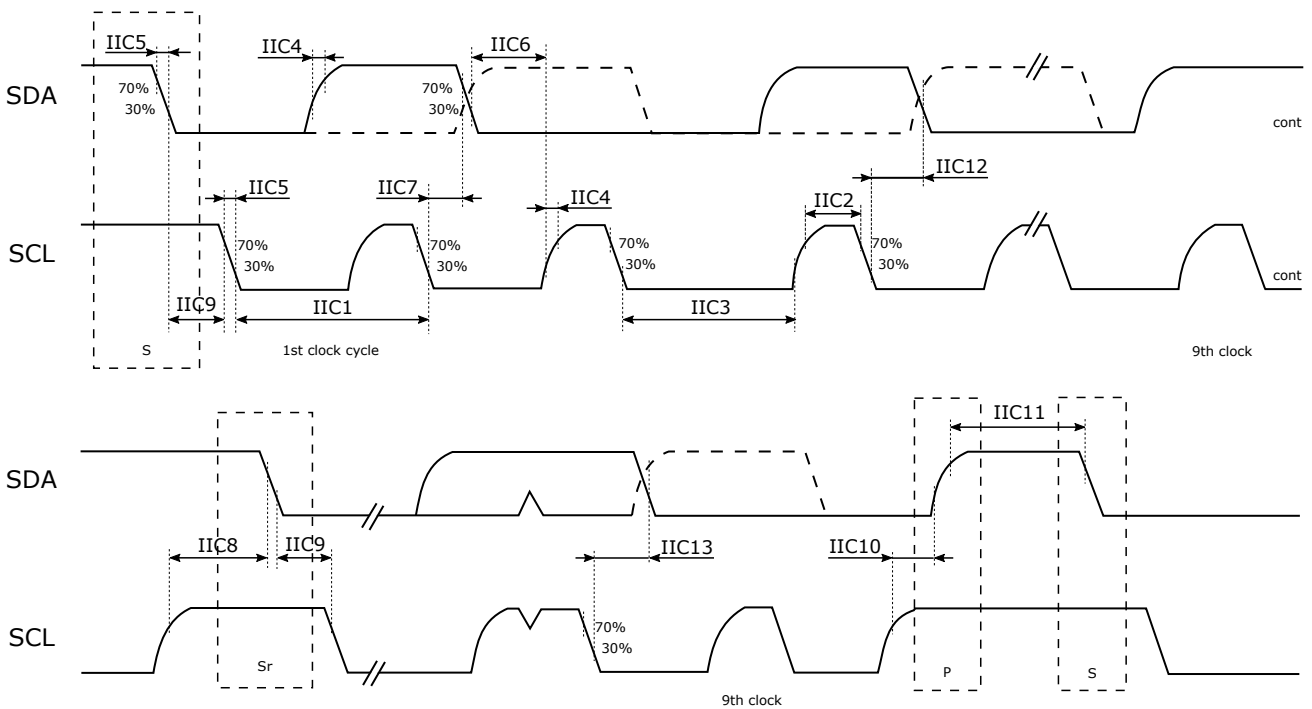 IIC5
IIC4
IIC6
SDA
70%
30%
70%
30%
cont
IIC12
IIC5
IIC7
IIC4
IIC2
SCL
70%
30%
70%
30%
70%
30%
70%
30%
cont
IIC9
IIC1
IIC3
S
1st clock cycle
9th clock
IIC11
SDA
IIC8
IIC9
IIC13
IIC10
SCL
70%
30%
Sr
P
S
9th clock